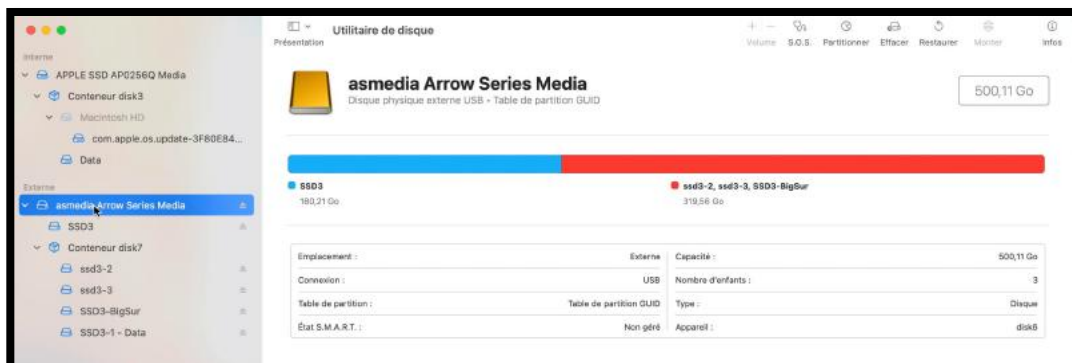 Utilitaire de disque
Présentation
Volume S.O.S. Partitionner Effacer Restaurer Monter Infos
Interne
APPLE SSD AP0256Q Media
Conteneur disk3
Macintosh HD
com.apple.os.update-3F80E84...
Data
Externe
asmedia Arrow Series Media
SSD3
Conteneur disk7
ssd3-2
ssd3-3
SSD3-BigSur
SSD3-1 - Data
asmedia Arrow Series Media
Disque physique externe USB • Table de partition GUID
500,11 Go
SSD3
180,21 Go
ssd3-2, ssd3-3, SSD3-BigSur
319,56 Go
Emplacement : Externe
Capacité : 500,11 Go
Connexion : USB
Nombre d'enfants : 3
Table de partition : Table de partition GUID
Type : Disque
État S.M.A.R.T. : Non géré
Appareil : disk6